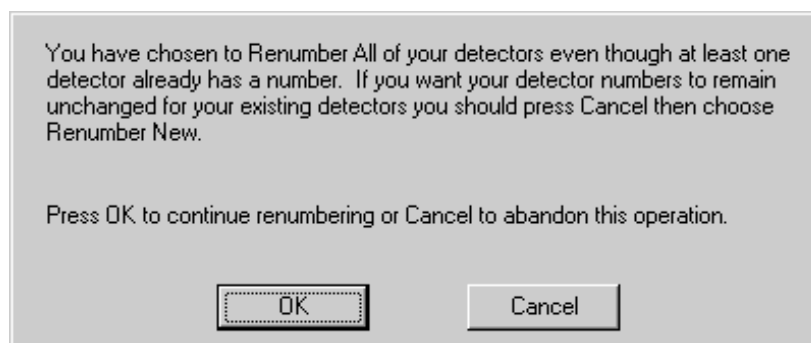 You have chosen to Renumber All of your detectors even though at least one
detector already has a number.  If you want your detector numbers to remain
unchanged for your existing detectors you should press Cancel then choose
Renumber New.
Press OK to continue renumbering or Cancel to abandon this operation.
OK
Cancel